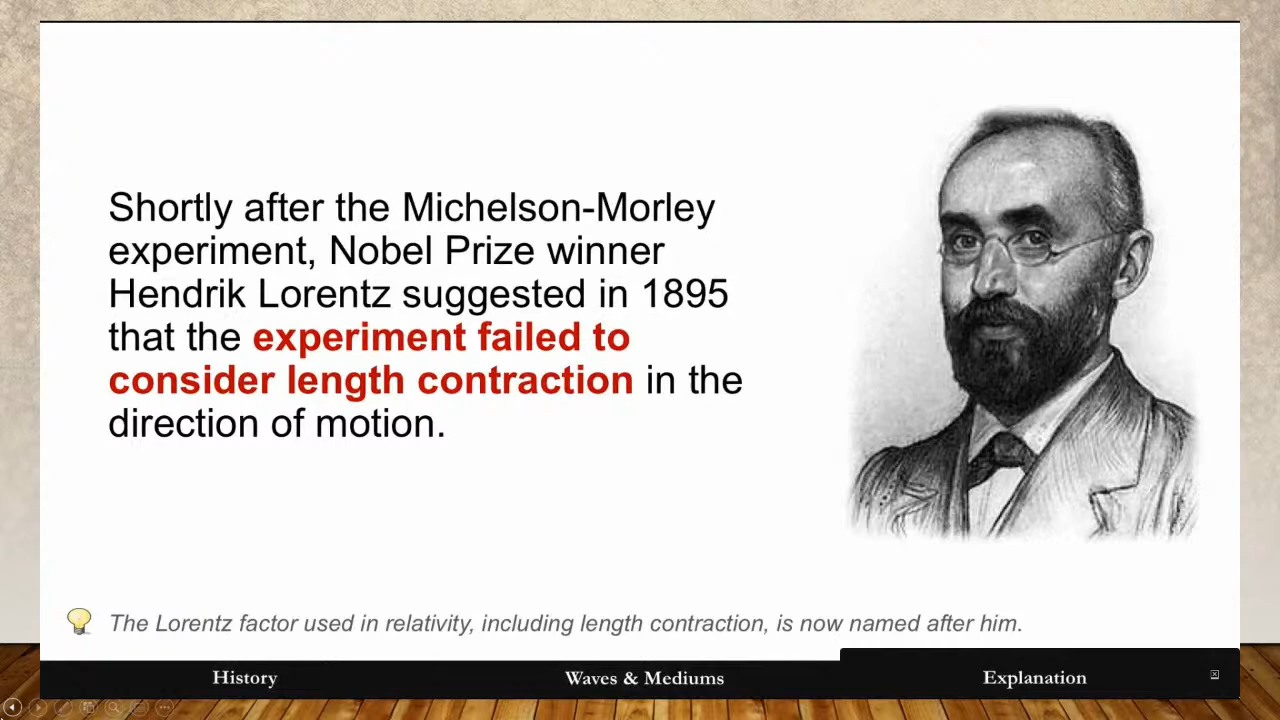 Shortly after the Michelson-Morley
experiment, Nobel Prize winner
Hendrik Lorentz suggested in 1895
that the experiment failed to
consider length contraction in the
direction of motion.
The Lorentz factor used in relativity, including length contraction, is now named after him.
History
Waves & Mediums
Explanation